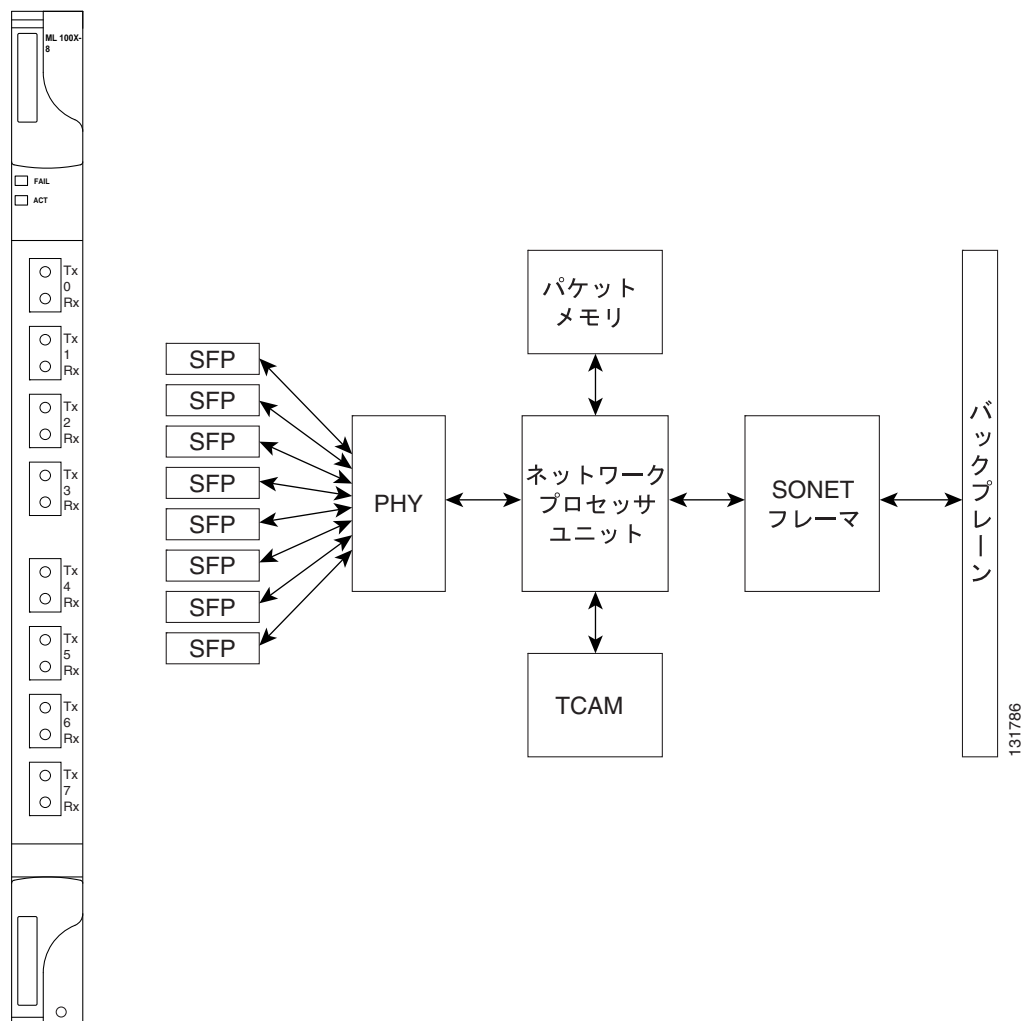 ML 100X-
8
FAIL
ACT
Tx
0
Rx
Tx
1
Rx
Tx
2
Rx
Tx
3
Rx
Tx
4
Rx
Tx
5
Rx
Tx
6
Rx
Tx
7
Rx
SFP
SFP
SFP
SFP
SFP
SFP
SFP
SFP
PHY
パケット
メモリ
ネットワーク
プロセッサ
ユニット
TCAM
SONET
フレーマ
バックプレーン
131786